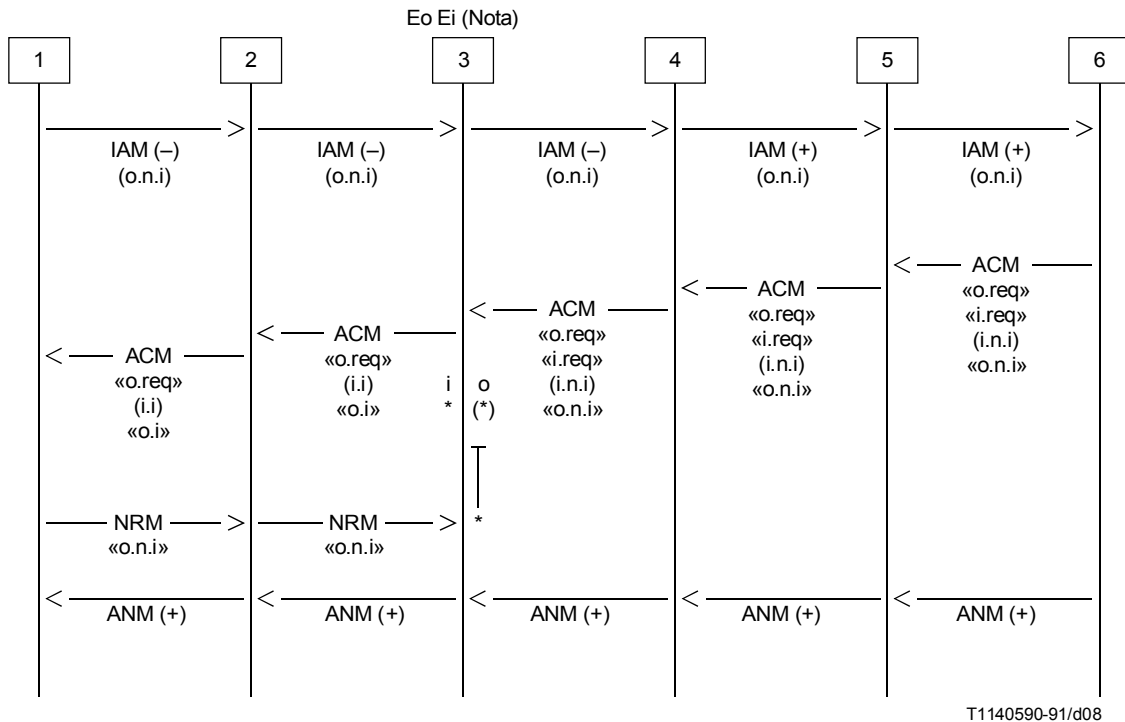 Eo Ei (Nota)
1 2 3 4 5 6
IAM (–) IAM (–) IAM (–) IAM (+) IAM (+)
(o.n.i) (o.n.i) (o.n.i) (o.n.i) (o.n.i)
ACM
«o.req»
«i.req»
(i.n.i)
«o.n.i»
ACM
«o.req»
«i.req»
(i.n.i)
«o.n.i»
ACM
«o.req»
«i.req»
(i.n.i)
«o.n.i»
ACM
«o.req»
(i.i)
«o.i»
ACM
«o.req»
(i.i)
«o.i»
i o
* (*)
NRM NRM *
«o.n.i» «o.n.i»
ANM (+) ANM (+) ANM (+) ANM (+) ANM (+)
T1140590-91/d08